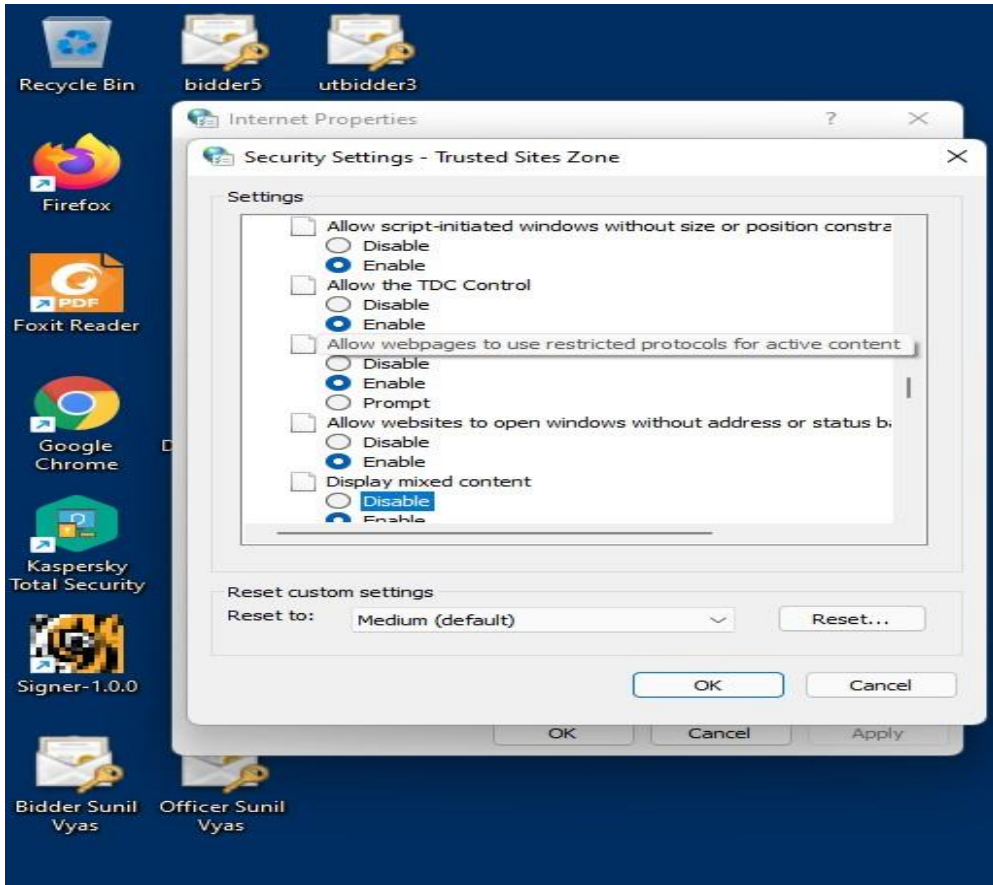 Recycle Bin
bidder5
utbidder3
Internet Properties
?
Security Settings - Trusted Sites Zone
Firefox
Settings
Allow script-initiated windows without size or position constra
Disable
Enable
Allow the TDC Control
Disable
Enable
PDF
Foxit Reader
Allow webpages to use restricted protocols for active content
Disable
Enable
Prompt
Allow websites to open windows without address or status ba
Disable
Enable
Google
Chrome
D
Display mixed content
Disable
Enable
Kaspersky
Total Security
Reset custom settings
Reset to:
Medium (default)
Reset...
Signer-1.0.0
OK
Cancel
OK
Cancel
Apply
Bidder Sunil
Vyas
Officer Sunil
Vyas